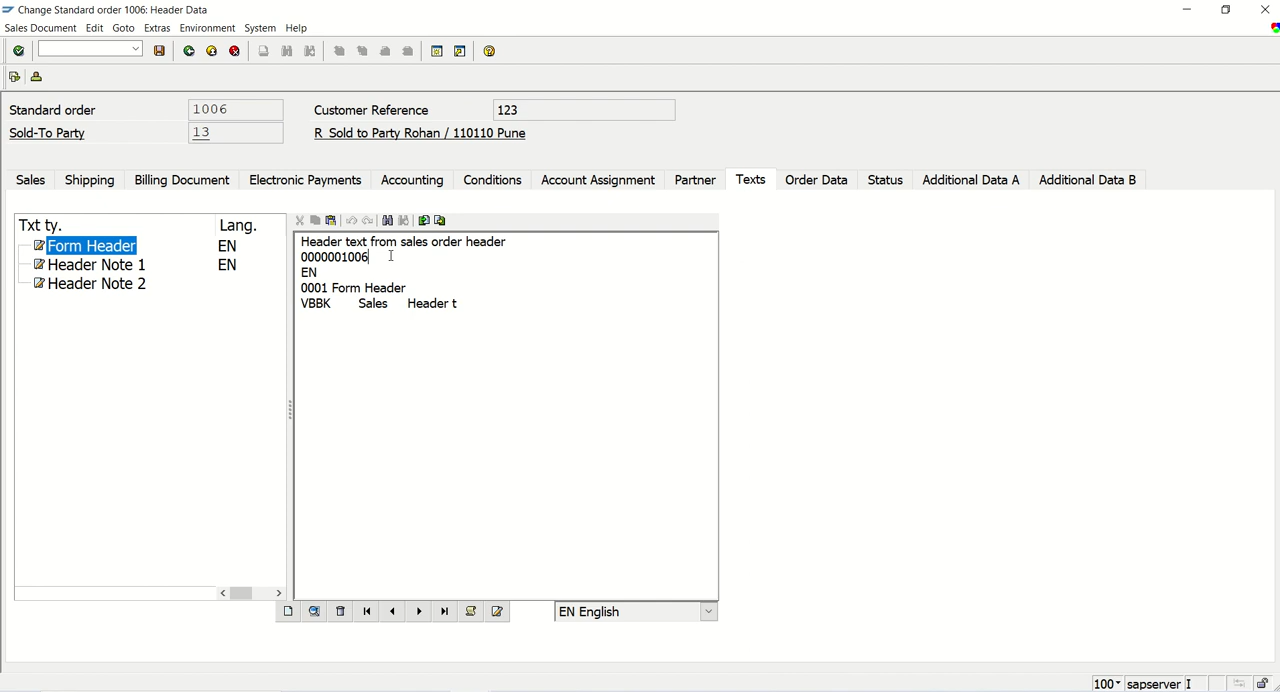 Change Standard order 1006: Header Data
Sales Document Edit Goto Extras Environment System Help
Standard order 1006 Customer Reference 123
Sold-To Party 13 R Sold to Party Rohan / 110110 Pune
Sales Shipping Billing Document Electronic Payments Accounting Conditions Account Assignment Partner Texts Order Data Status Additional Data A Additional Data B
Txt ty. Lang.
Form Header EN
Header Note 1 EN
Header Note 2
Header text from sales order header
0000001006
EN
0001 Form Header
VBBK Sales Header t
EN English
100 sapserver